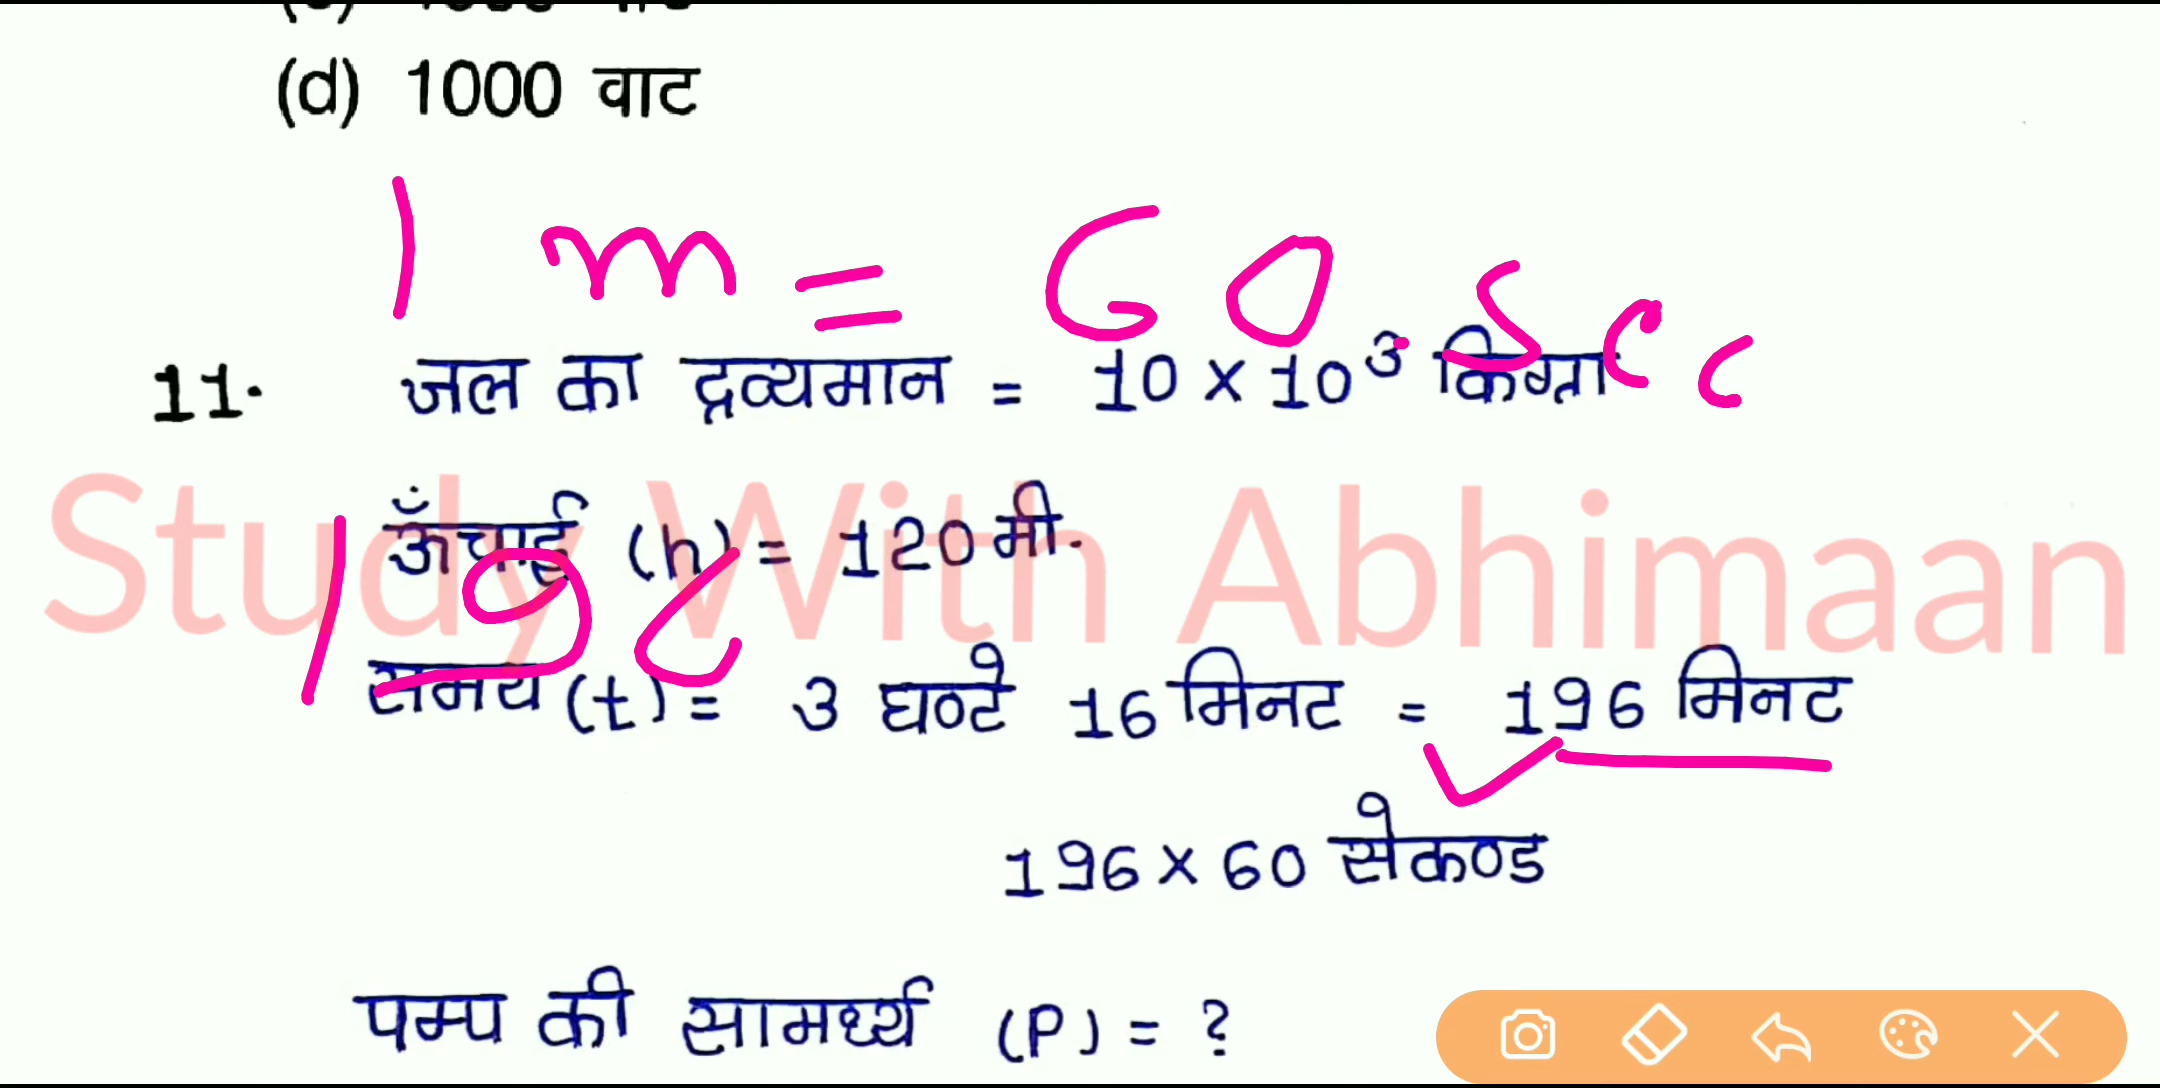 (d) 1000 वाट
1 m = 60 Sec
11. जल का द्रव्यमान = 10 × 10³ किग्रा
Study With Abhimaan
ऊँचाई (h) = 120 मी.
196
समय (t) = 3 घण्टे 16 मिनट = 196 मिनट
196 × 60 सेकण्ड
पम्प की सामर्थ्य (P) = ?